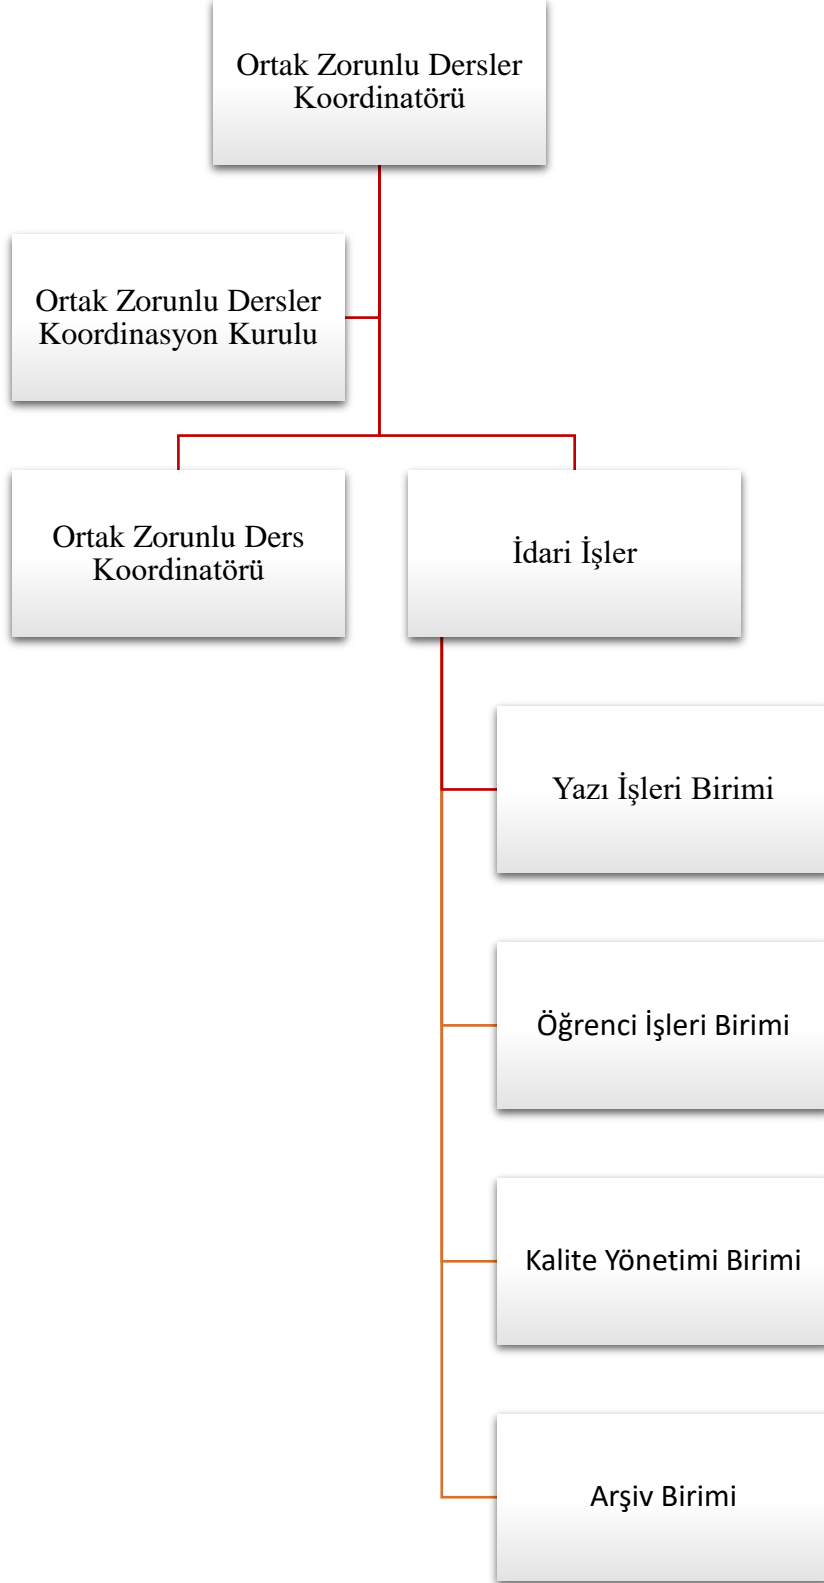 Ortak Zorunlu Dersler
Koordinatörü
Ortak Zorunlu Dersler
Koordinasyon Kurulu
Ortak Zorunlu Ders
Koordinatörü
İdari İşler
Yazı İşleri Birimi
Öğrenci İşleri Birimi
Kalite Yönetimi Birimi
Arşiv Birimi